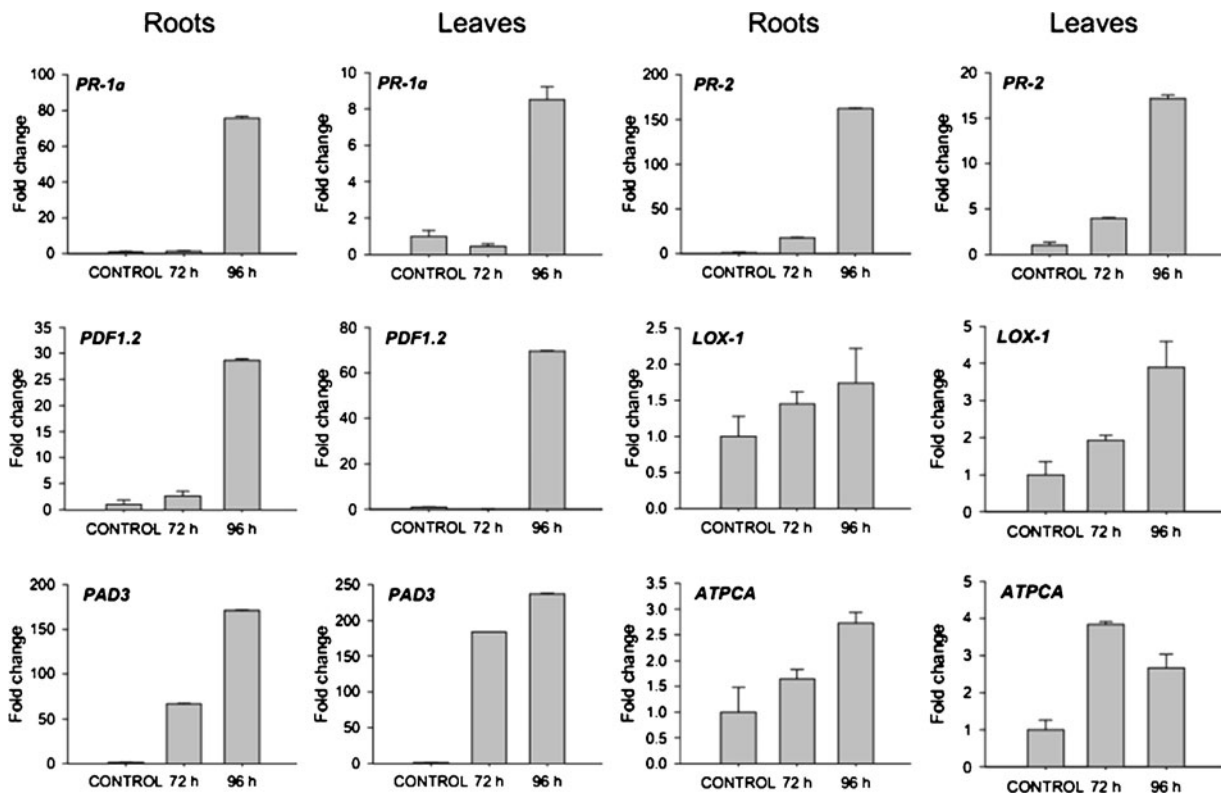 Roots Leaves Roots Leaves
PR-1a
Fold change
100
80
60
40
20
0
CONTROL 72 h 96 h
PR-1a
Fold change
10
8
6
4
2
0
CONTROL 72 h 96 h
PR-2
Fold change
200
150
100
50
0
CONTROL 72 h 96 h
PR-2
Fold change
20
15
10
5
0
CONTROL 72 h 96 h
PDF1.2
Fold change
35
30
25
20
15
10
5
0
CONTROL 72 h 96 h
PDF1.2
Fold change
80
60
40
20
0
CONTROL 72 h 96 h
LOX-1
Fold change
2.5
2.0
1.5
1.0
0.5
0.0
CONTROL 72 h 96 h
LOX-1
Fold change
5
4
3
2
1
0
CONTROL 72 h 96 h
PAD3
Fold change
200
150
100
50
0
CONTROL 72 h 96 h
PAD3
Fold change
250
200
150
100
50
0
CONTROL 72 h 96 h
ATPCA
Fold change
3.5
3.0
2.5
2.0
1.5
1.0
0.5
0.0
CONTROL 72 h 96 h
ATPCA
Fold change
5
4
3
2
1
0
CONTROL 72 h 96 h